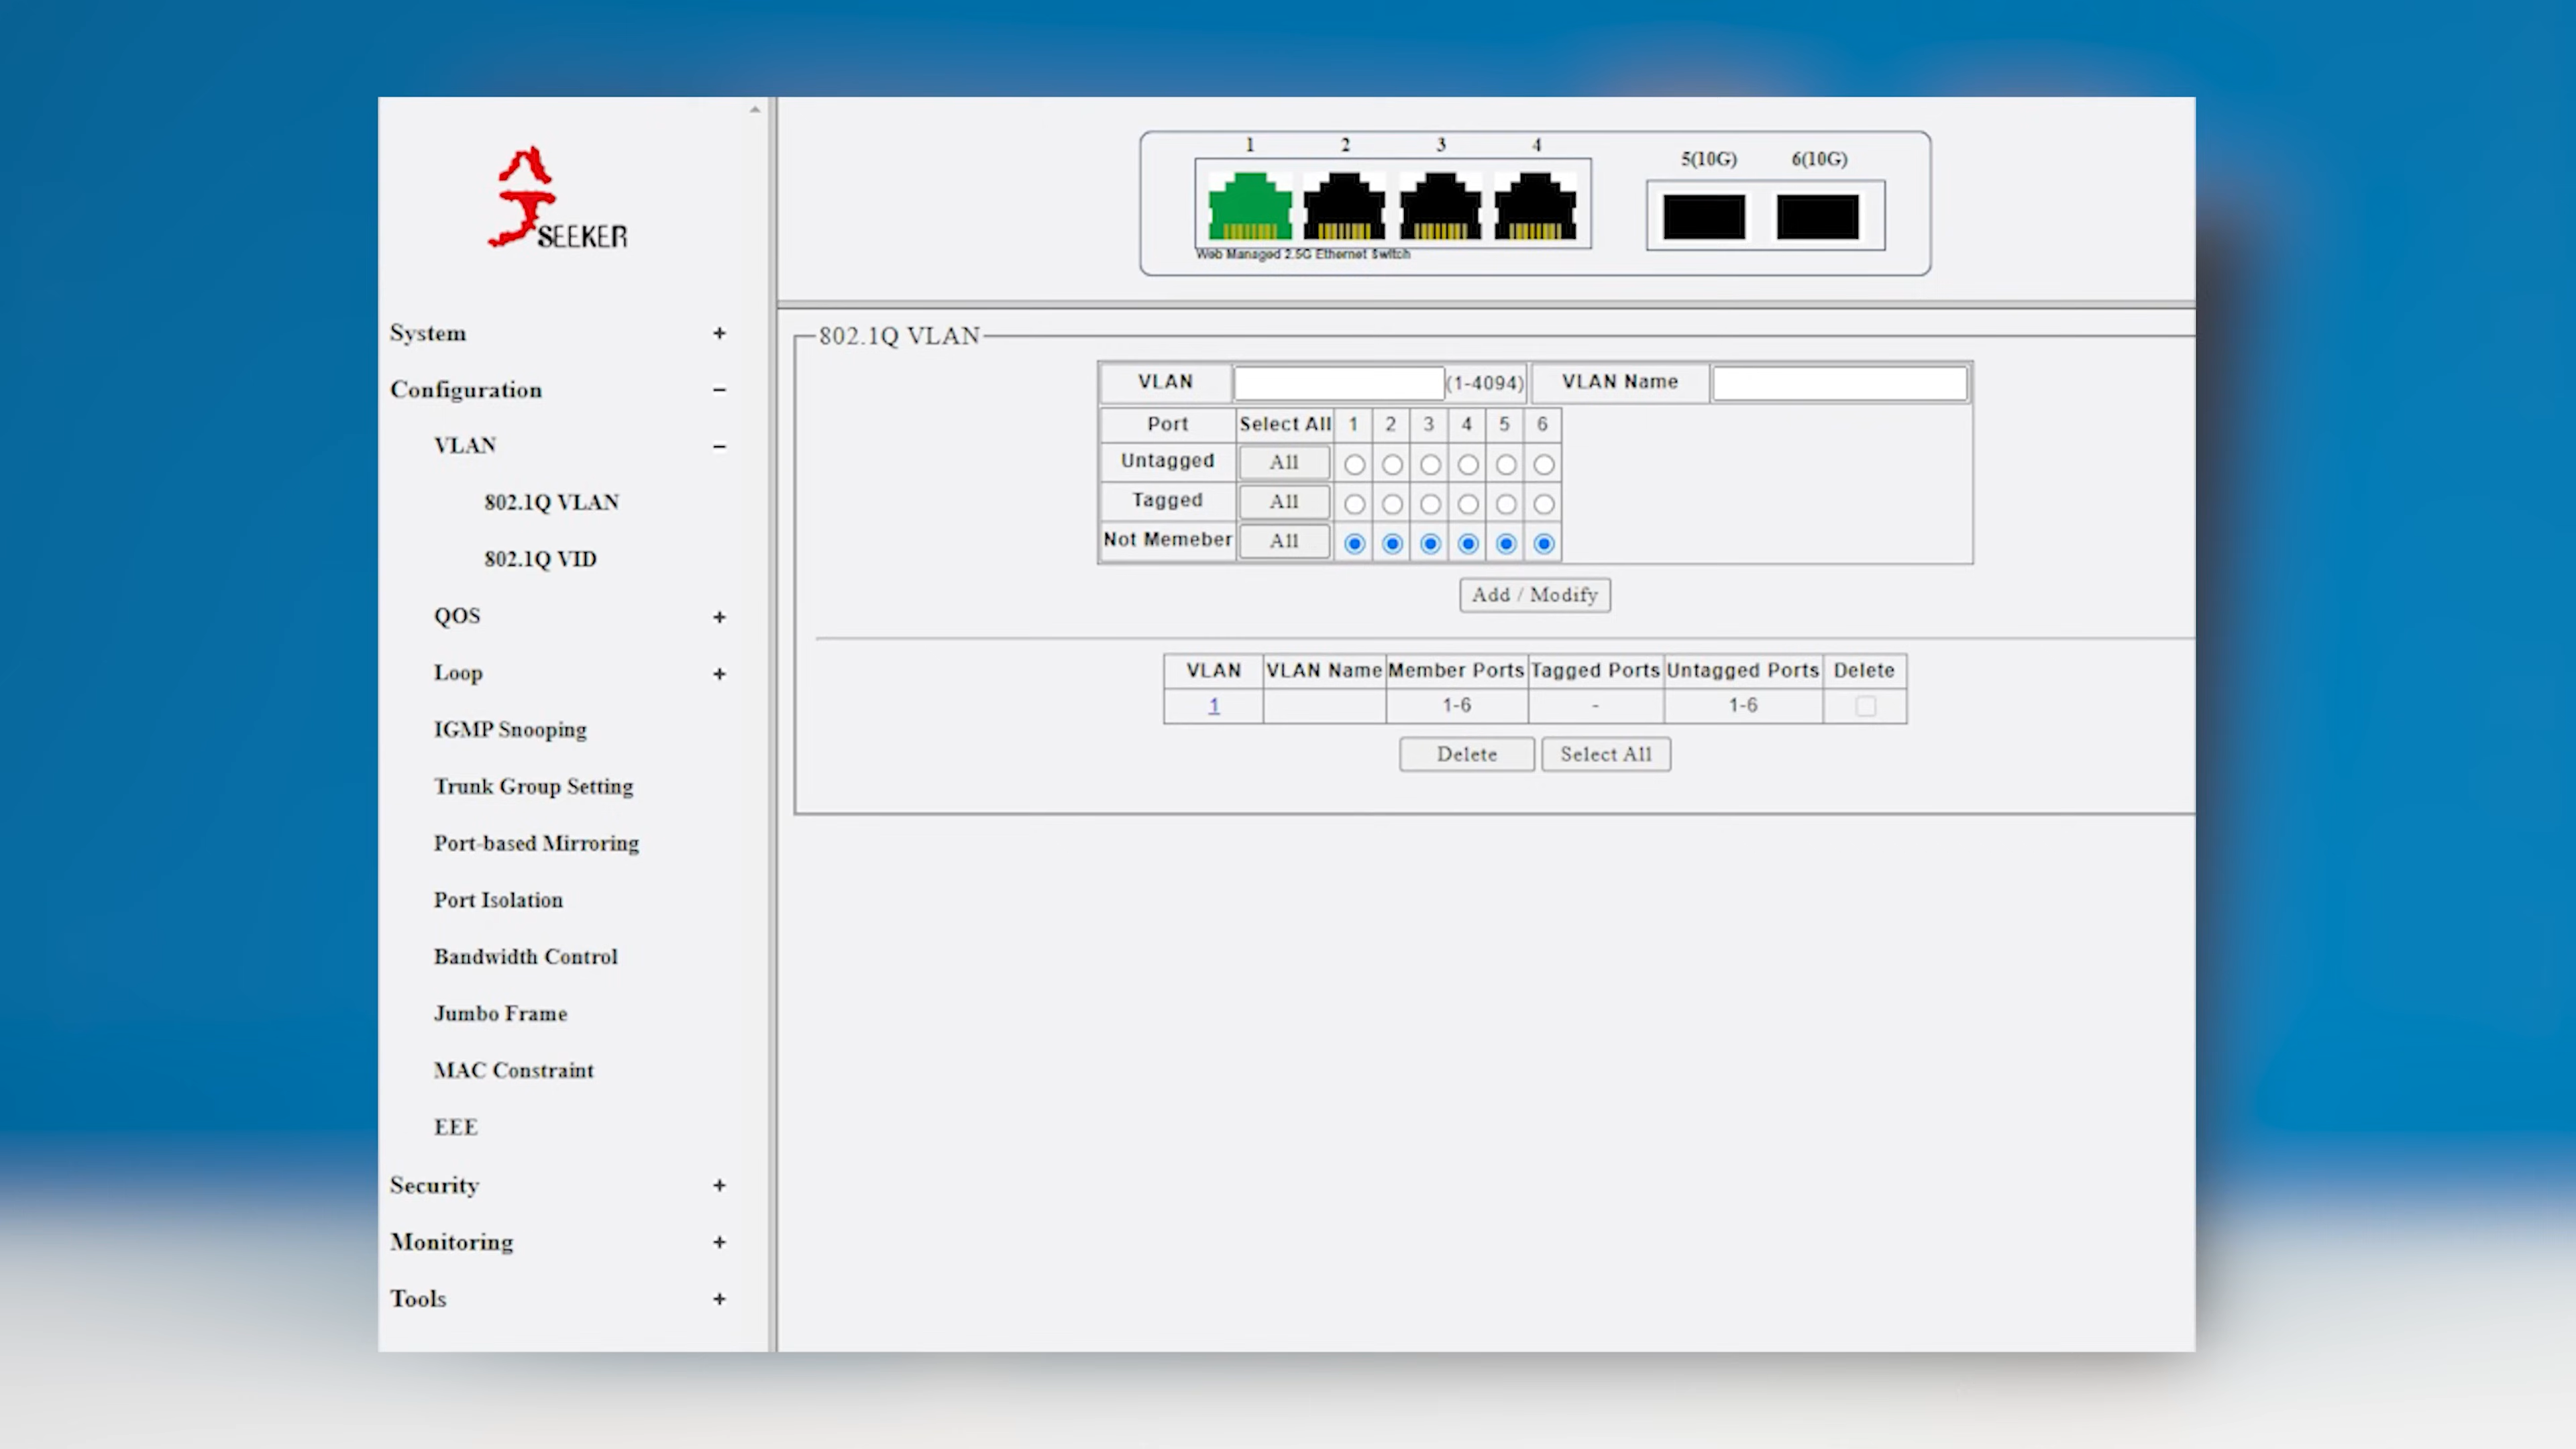 SEEKER
System +
Configuration −
VLAN −
802.1Q VLAN
802.1Q VID
QOS +
Loop +
IGMP Snooping
Trunk Group Setting
Port-based Mirroring
Port Isolation
Bandwidth Control
Jumbo Frame
MAC Constraint
EEE
Security +
Monitoring +
Tools +
1 2 3 4
5(10G) 6(10G)
Web Managed 2.5G Ethernet Switch
802.1Q VLAN
VLAN (1-4094) VLAN Name
Port Select All 1 2 3 4 5 6
Untagged All
Tagged All
Not Memeber All
Add / Modify
VLAN VLAN Name Member Ports Tagged Ports Untagged Ports Delete
1 1-6 - 1-6
Delete Select All